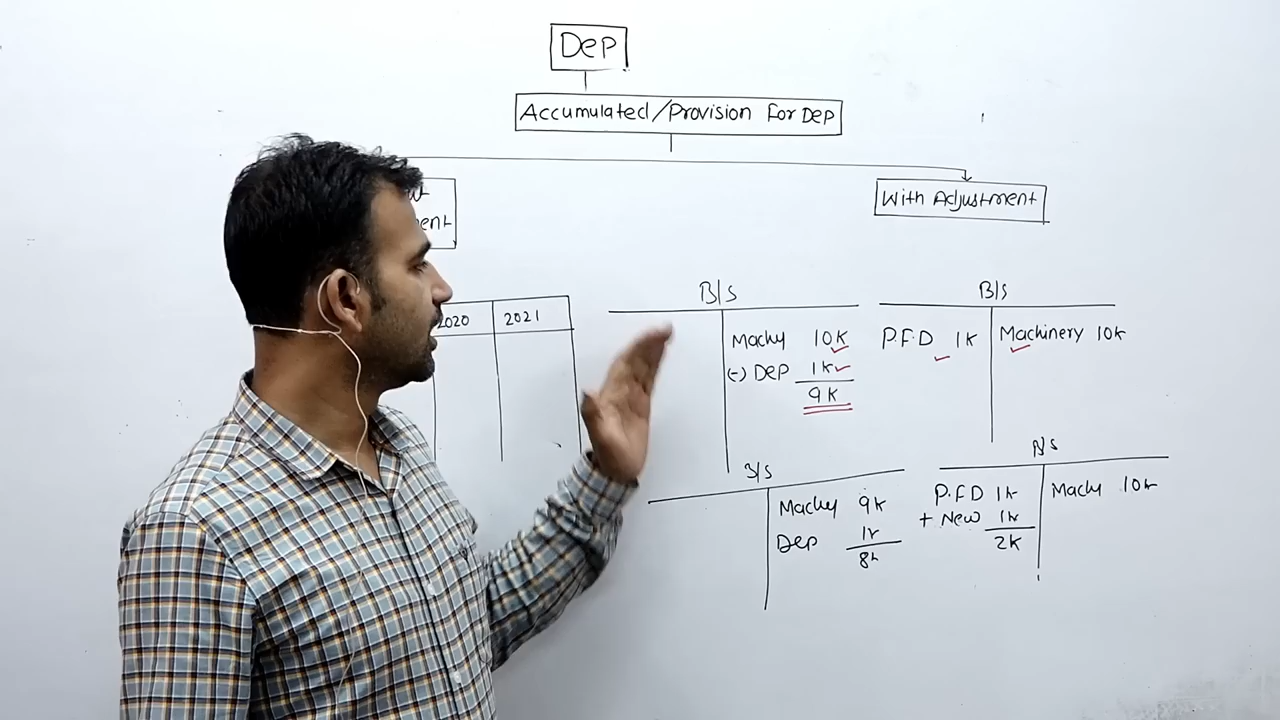 Dep
Accumulated/Provision For Dep
ent
With Adjustment
2020 2021
B/S
Machy 10K
(-) Dep 1K
9K
B/S
P.F.D 1K Machinery 10K
B/S
Machy 9K
Dep 1K
8K
B/S
P.F.D 1K Machy 10K
+ New 1K
2K